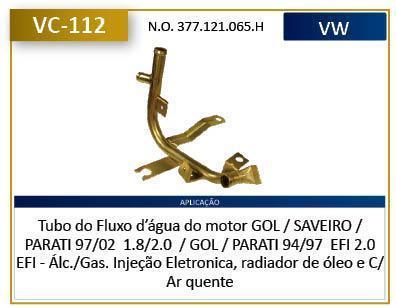 VC-112
N.O. 377.121.065.H
VW
APLICAÇÃO
Tubo do Fluxo d’água do motor GOL / SAVEIRO /
PARATI 97/02 1.8/2.0 / GOL / PARATI 94/97 EFI 2.0
EFI - Álc./Gas. Injeção Eletronica, radiador de óleo e C/
Ar quente